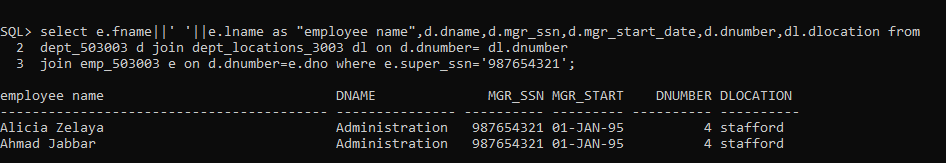 SQL> select e.fname||' '||e.lname as "employee name",d.dname,d.mgr_ssn,d.mgr_start_date,d.dnumber,dl.dlocation from
  2  dept_503003 d join dept_locations_3003 dl on d.dnumber= dl.dnumber
  3  join emp_503003 e on d.dnumber=e.dno where e.super_ssn='987654321';
employee name                             DNAME              MGR_SSN MGR_START    DNUMBER DLOCATION
----------------------------------------- --------------- ---------- --------- ---------- ----------
Alicia Zelaya                             Administration   987654321 01-JAN-95          4 stafford
Ahmad Jabbar                              Administration   987654321 01-JAN-95          4 stafford